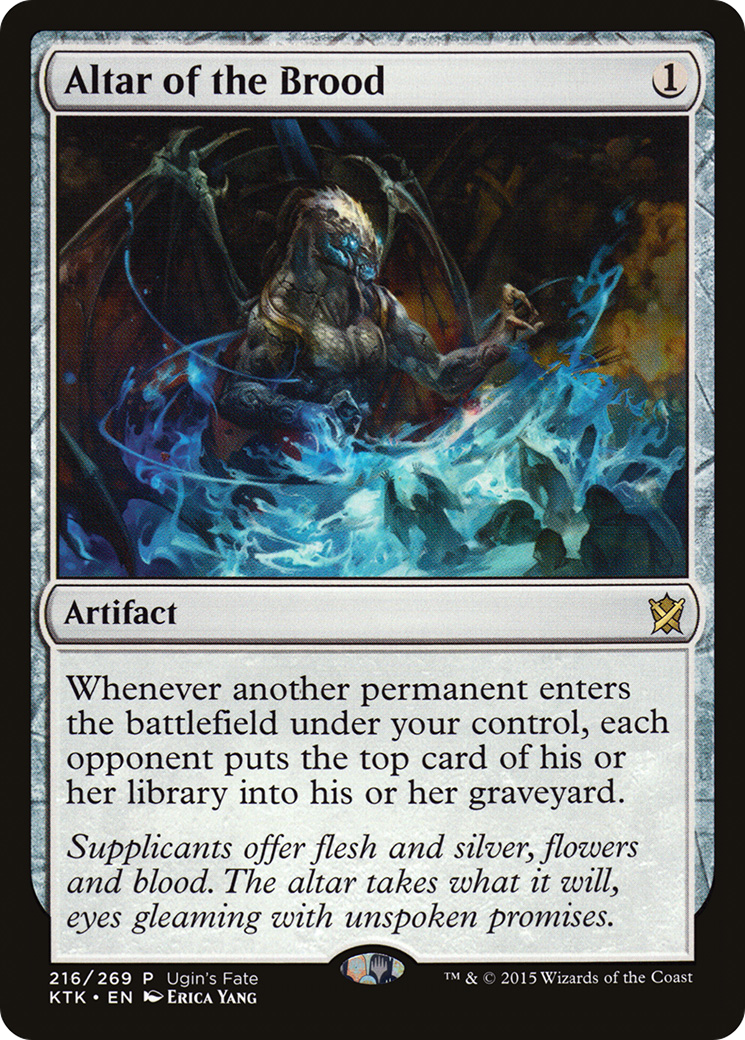 Altar of the Brood 1
Artifact
Whenever another permanent enters
the battlefield under your control, each
opponent puts the top card of his or
her library into his or her graveyard.
Supplicants offer flesh and silver, flowers
and blood. The altar takes what it will,
eyes gleaming with unspoken promises.
216/269 P Ugin's Fate ™ & © 2015 Wizards of the Coast
KTK • EN Erica Yang